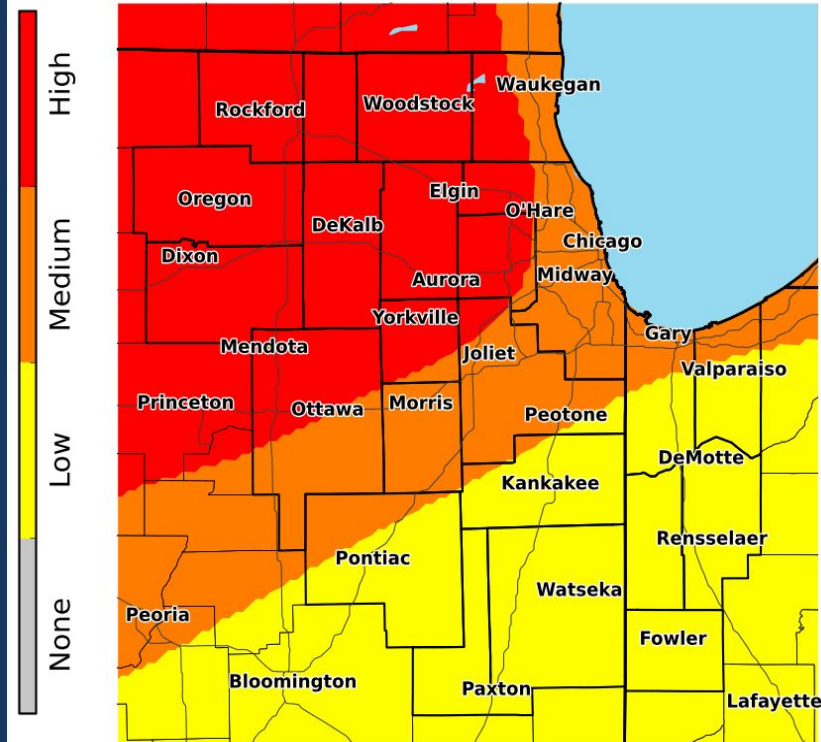 High
Medium
Low
None
Waukegan
Rockford
Woodstock
Elgin
Oregon
O'Hare
DeKalb
Chicago
Dixon
Midway
Aurora
Yorkville
Gary
Mendota
Joliet
Valparaiso
Princeton
Ottawa
Morris
Peotone
DeMotte
Kankakee
Rensselaer
Pontiac
Watseka
Peoria
Fowler
Bloomington
Paxton
Lafayette